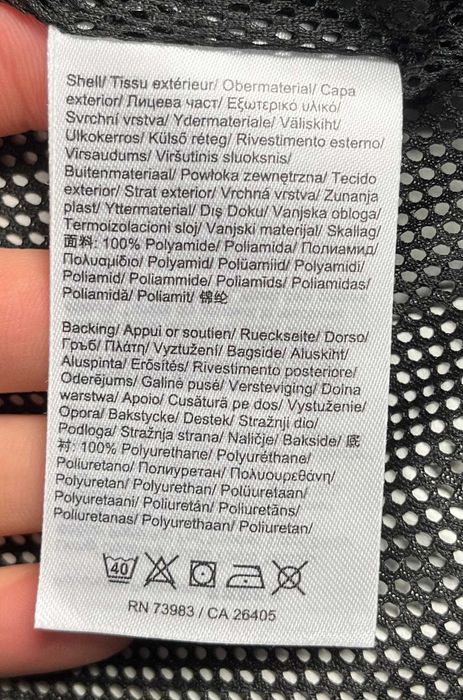 Shell/ Tissu extérieur/ Obermaterial/ Capa
exterior/ Лицева част/ Εξωτερικο υλικό/
Svrchní vrstva/ Ydermateriale/ Väliskiht/
Ulkokerros/ Külső réteg/ Rivestimento esterno/
Virsaudums/ Viršutinis sluoksnis/
Buitenmateriaal/ Powłoka zewnętrzna/ Tecido
exterior/ Strat exterior/ Vrchná vrstva/ Zunanja
plast/ Yttermaterial/ Dış Doku/ Vanjska obloga/
Termoizolacioni sloj/ Vanjski materijal/ Skallag/
面料: 100% Polyamide/ Poliamida/ Полиамид/
Πολυαμίδιο/ Polyamid/ Polüamiid/ Polyamidi/
Poliamid/ Poliammide/ Poliamids/ Poliamidas/
Poliamidă/ Poliamit/ 锦纶
Backing/ Appui or soutien/ Rueckseite/ Dorso/
Гръб/ Πλάτη/ Vyztužení/ Bagside/ Aluskiht/
Aluspinta/ Erősítés/ Rivestimento posteriore/
Oderējums/ Galinė pusė/ Versteviging/ Dolna
warstwa/ Apoio/ Cusătură pe dos/ Vystuženie/
Opora/ Bakstycke/ Destek/ Stražnji dio/
Podloga/ Stražnja strana/ Naličje/ Bakside/ 底
衬: 100% Polyurethane/ Polyuréthane/
Poliuretano/ Полиуретан/ Πολυουρεθάνη/
Polyuretan/ Polyurethan/ Polüuretaan/
Polyuretaani/ Poliuretán/ Poliuretāns/
Poliuretanas/ Polyurethaan/ Poliuretan/
40
RN 73983 / CA 26405